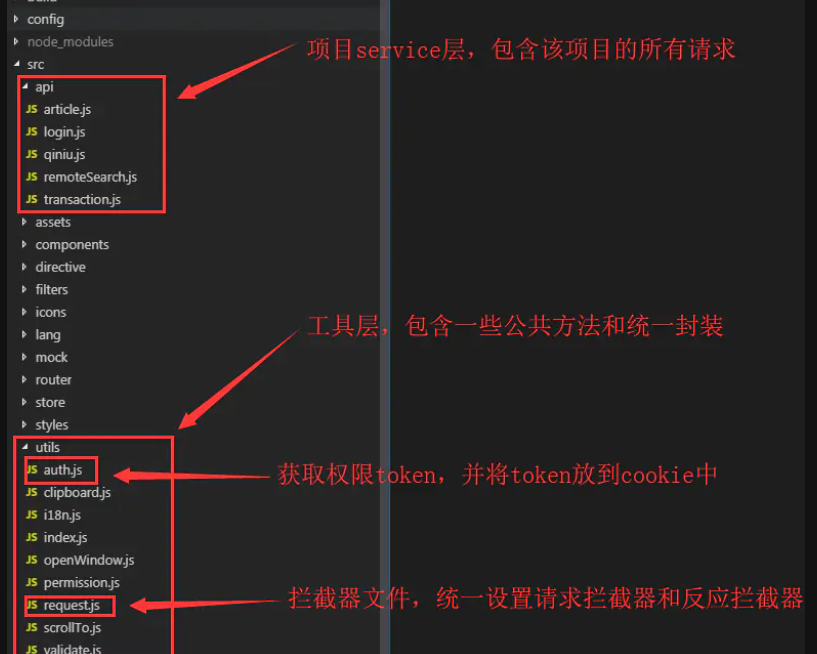 build
config
项目service层，包含该项目的所有请求
node_modules
src
api
JS article.js
JS login.js
JS qiniu.js
JS remoteSearch.js
JS transaction.js
assets
components
directive
filters
icons
工具层，包含一些公共方法和统一封装
lang
mock
router
store
styles
utils
JS auth.js
获取权限token，并将token放到cookie中
JS clipboard.js
JS i18n.js
JS index.js
JS openWindow.js
JS permission.js
JS request.js
拦截器文件，统一设置请求拦截器和反应拦截器
JS scrollTo.js
JS validate.js